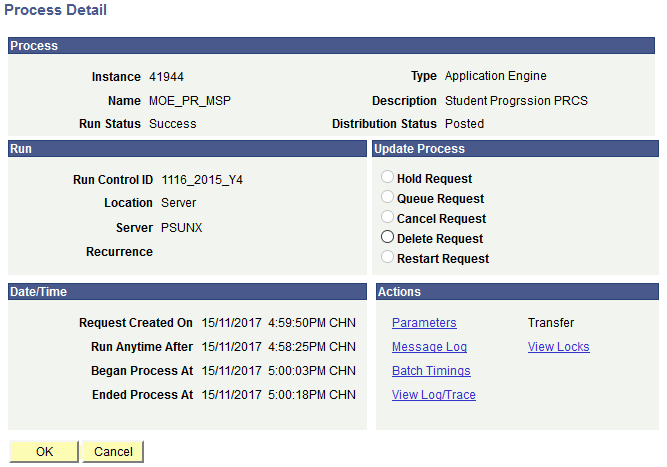 Process Detail
Process
Instance 41944 Type Application Engine
Name MOE_PR_MSP Description Student Progrssion PRCS
Run Status Success Distribution Status Posted
Run
Run Control ID 1116_2015_Y4
Location Server
Server PSUNX
Recurrence
Update Process
Hold Request
Queue Request
Cancel Request
Delete Request
Restart Request
Date/Time
Request Created On 15/11/2017 4:59:50PM CHN
Run Anytime After 15/11/2017 4:58:25PM CHN
Began Process At 15/11/2017 5:00:03PM CHN
Ended Process At 15/11/2017 5:00:18PM CHN
Actions
Parameters Transfer
Message Log View Locks
Batch Timings
View Log/Trace
OK Cancel